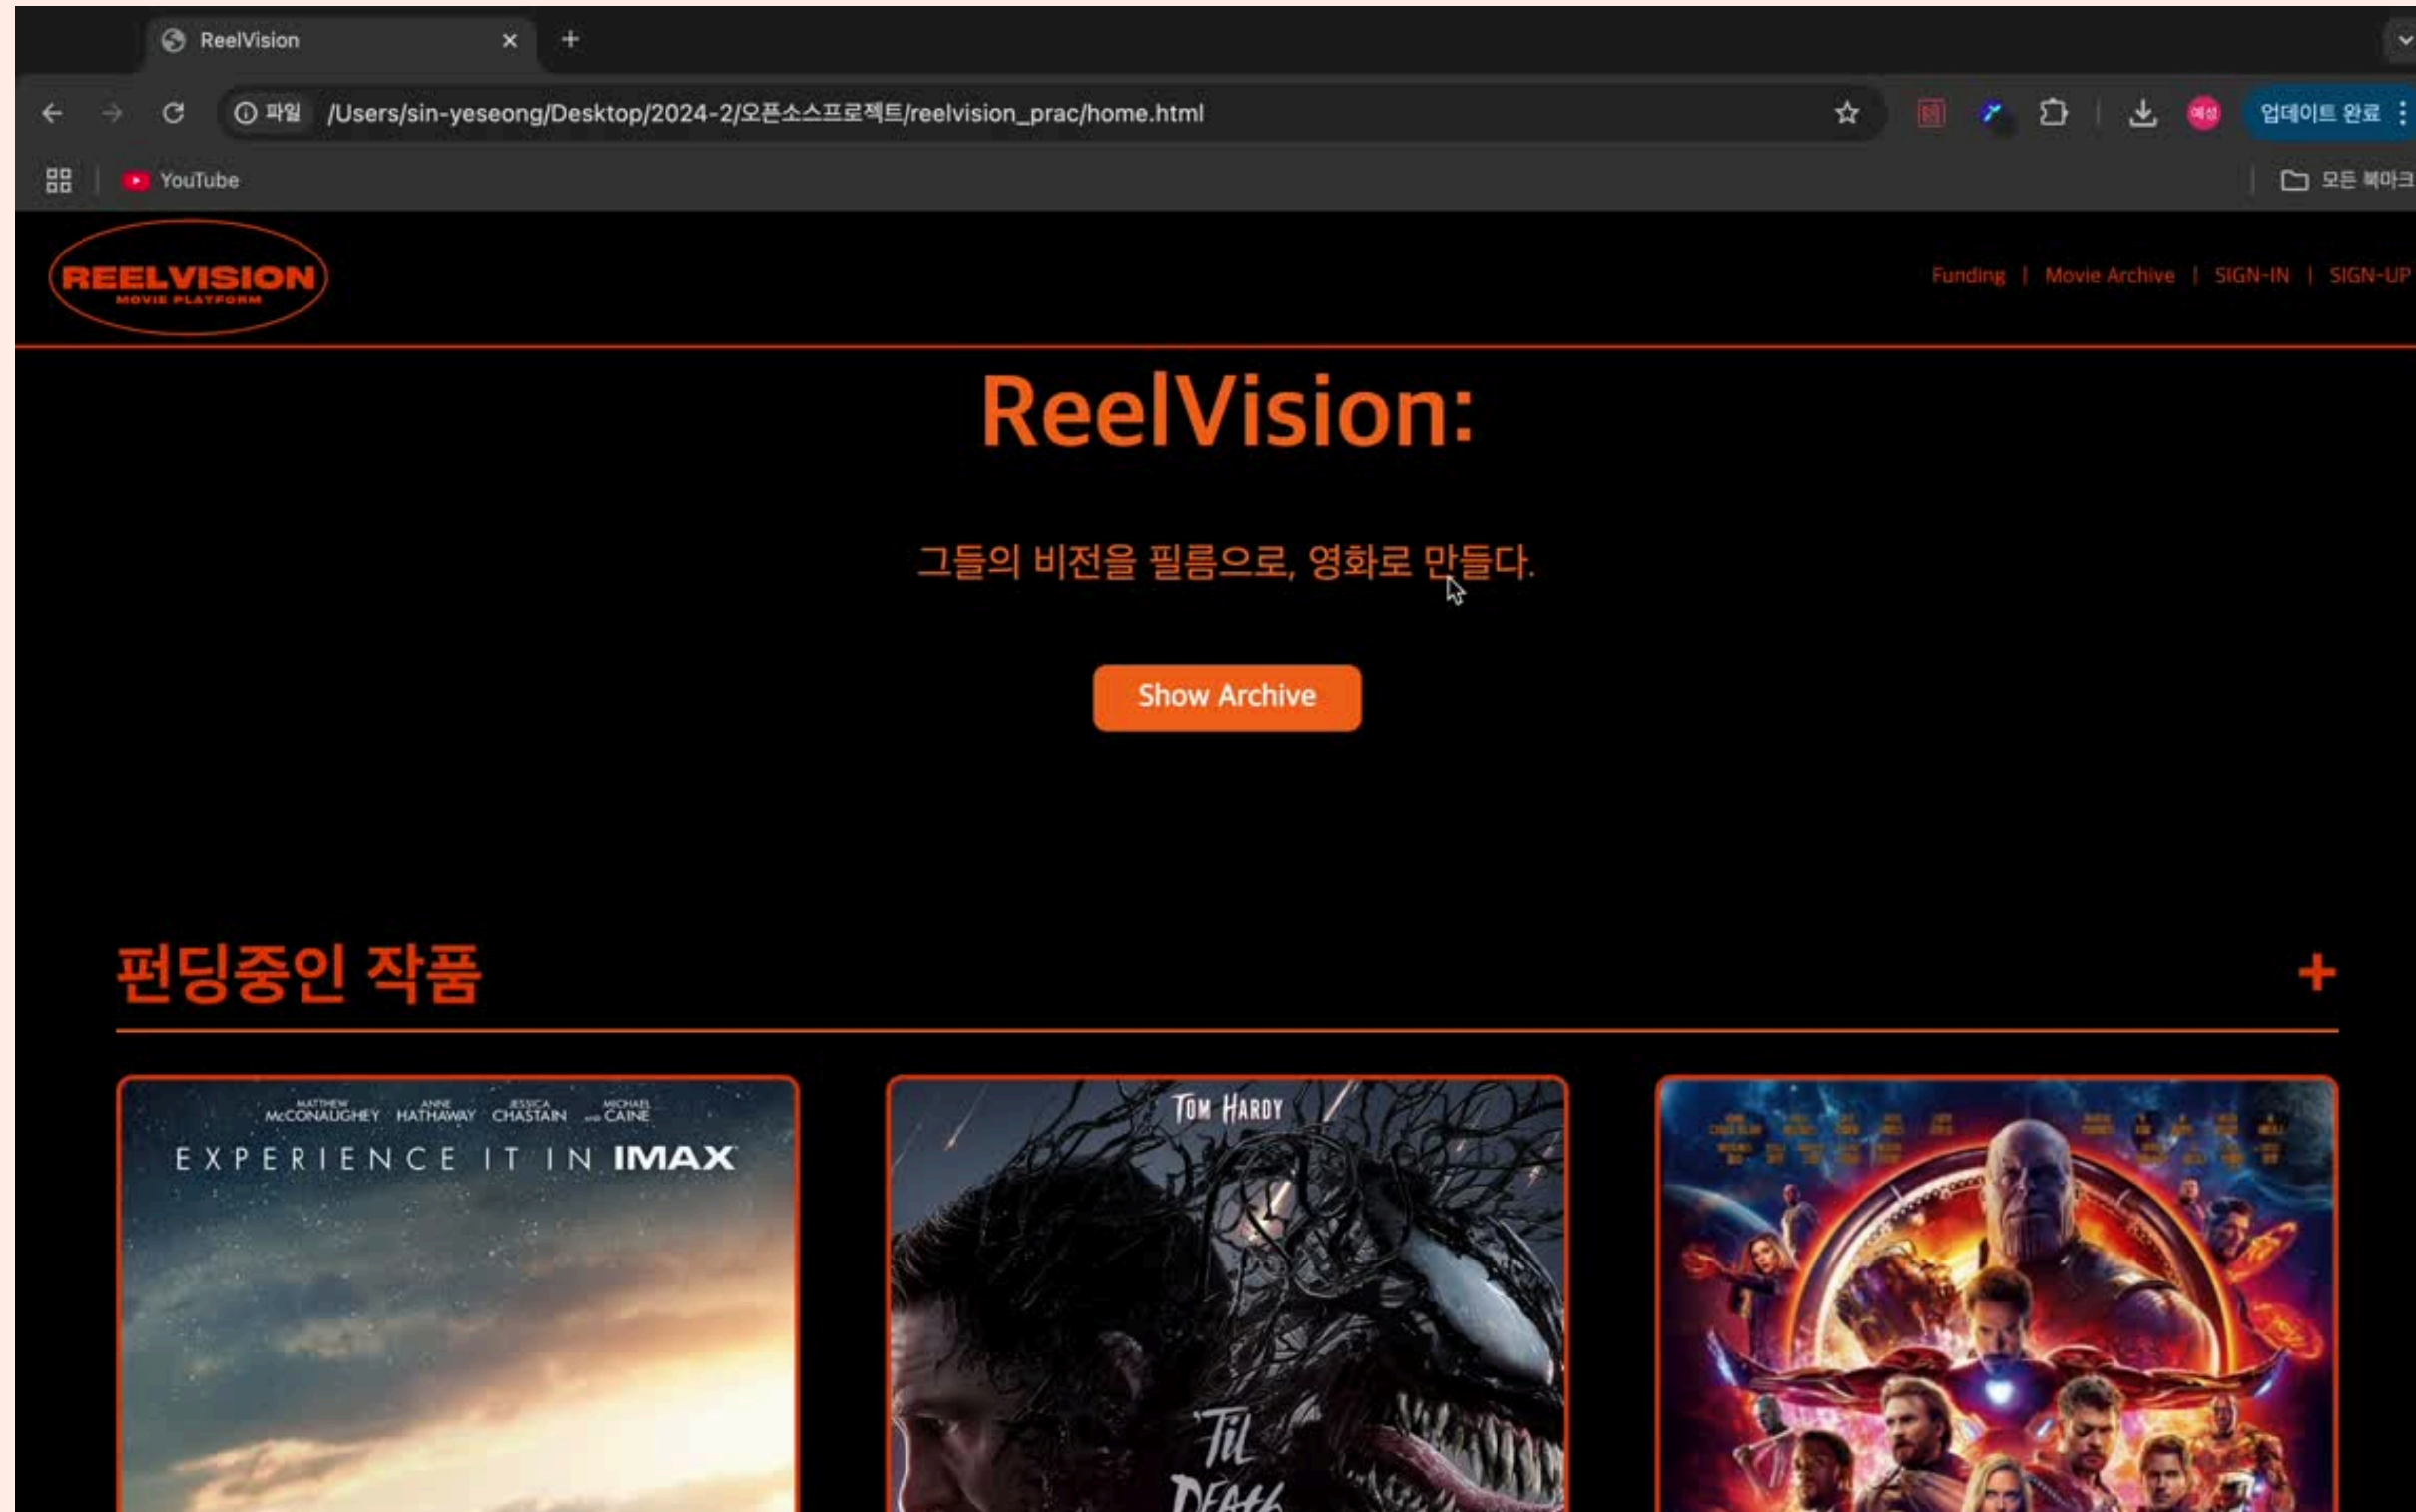 ReelVision
파일 /Users/sin-yeseong/Desktop/2024-2/오픈소스프로젝트/reelvision_prac/home.html
예성
업데이트 완료
YouTube
모든 북마크
REELVISION
MOVIE PLATFORM
Funding | Movie Archive | SIGN-IN | SIGN-UP
ReelVision:
그들의 비전을 필름으로, 영화로 만들다.
Show Archive
펀딩중인 작품
+
MATTHEW McCONAUGHEY ANNE HATHAWAY JESSICA CHASTAIN AND MICHAEL CAINE
EXPERIENCE IT IN IMAX
TOM HARDY
'TIL
DEATH